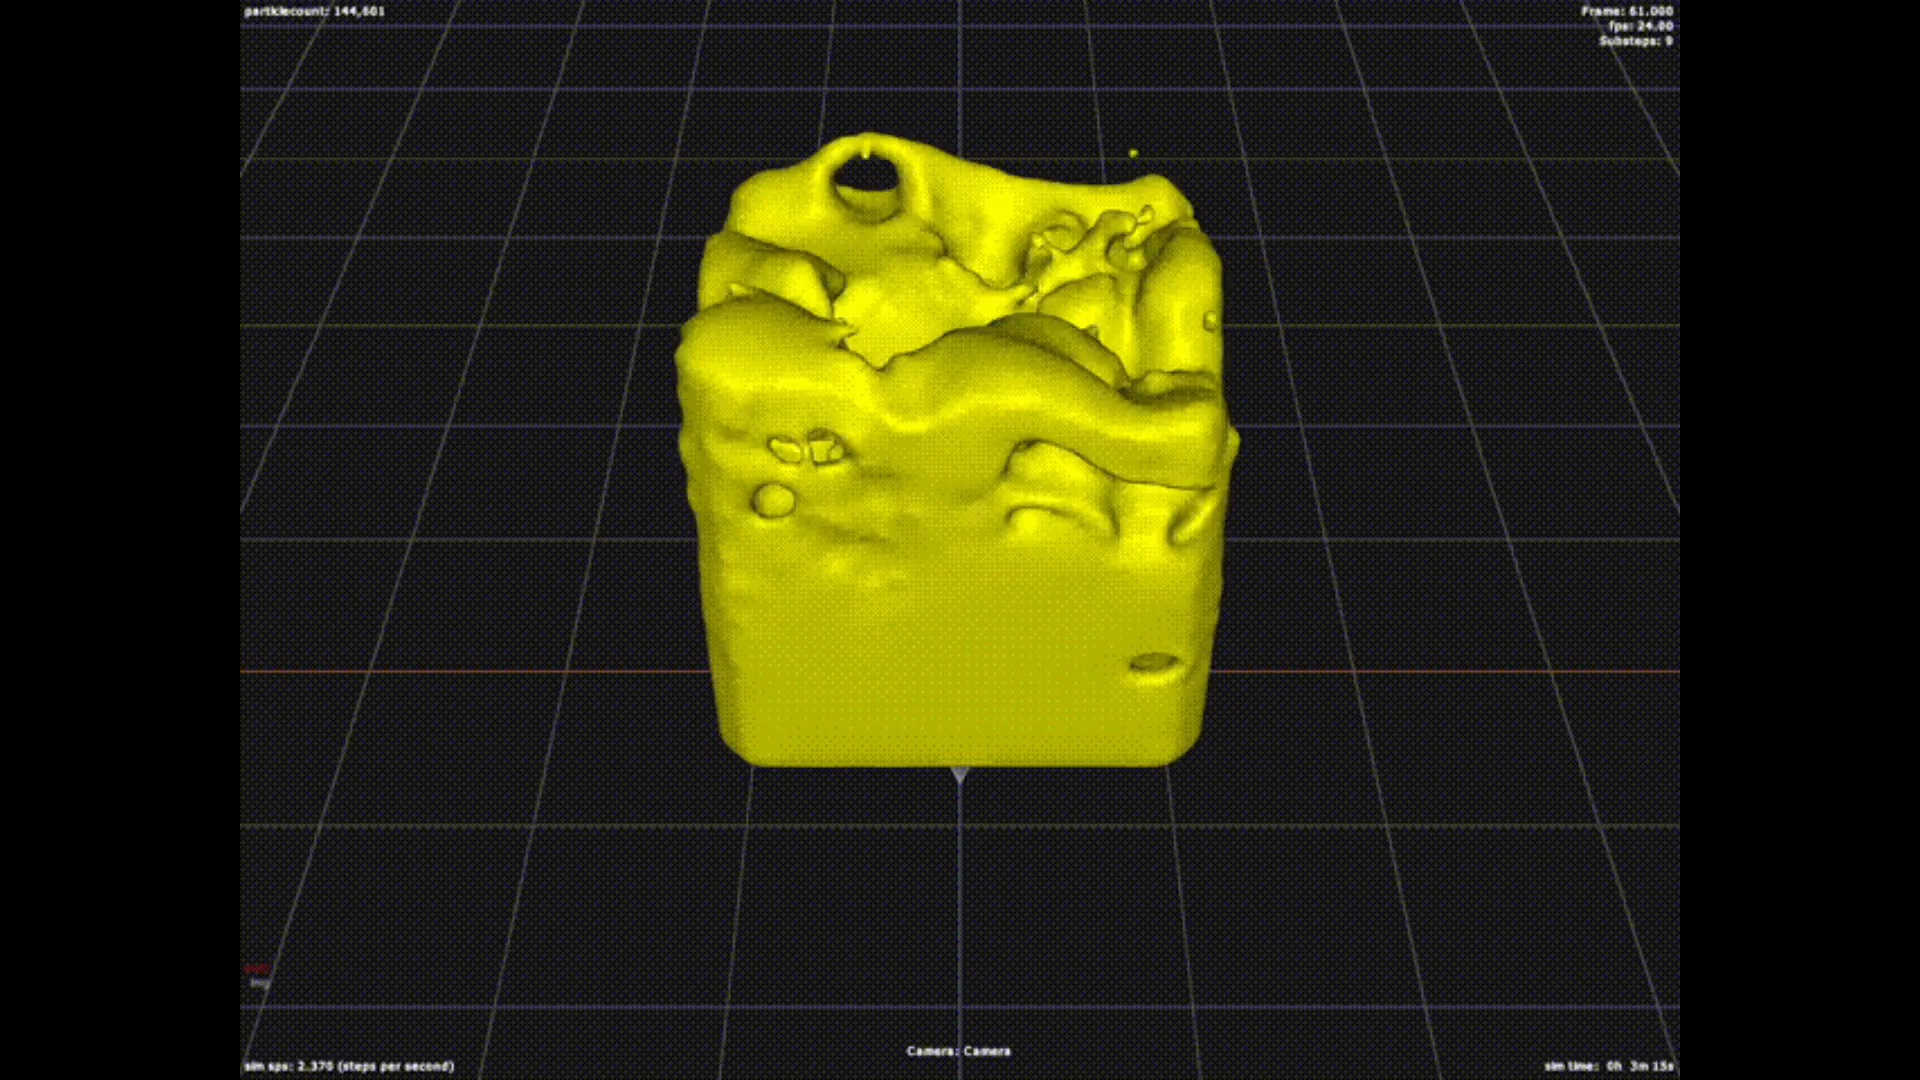 particlecount: 144,601
Frame: 61.000
fps: 24.00
Substeps: 9
Camera: Camera
sim sps: 2.370 (steps per second)
sim time: 0h 3m 15s